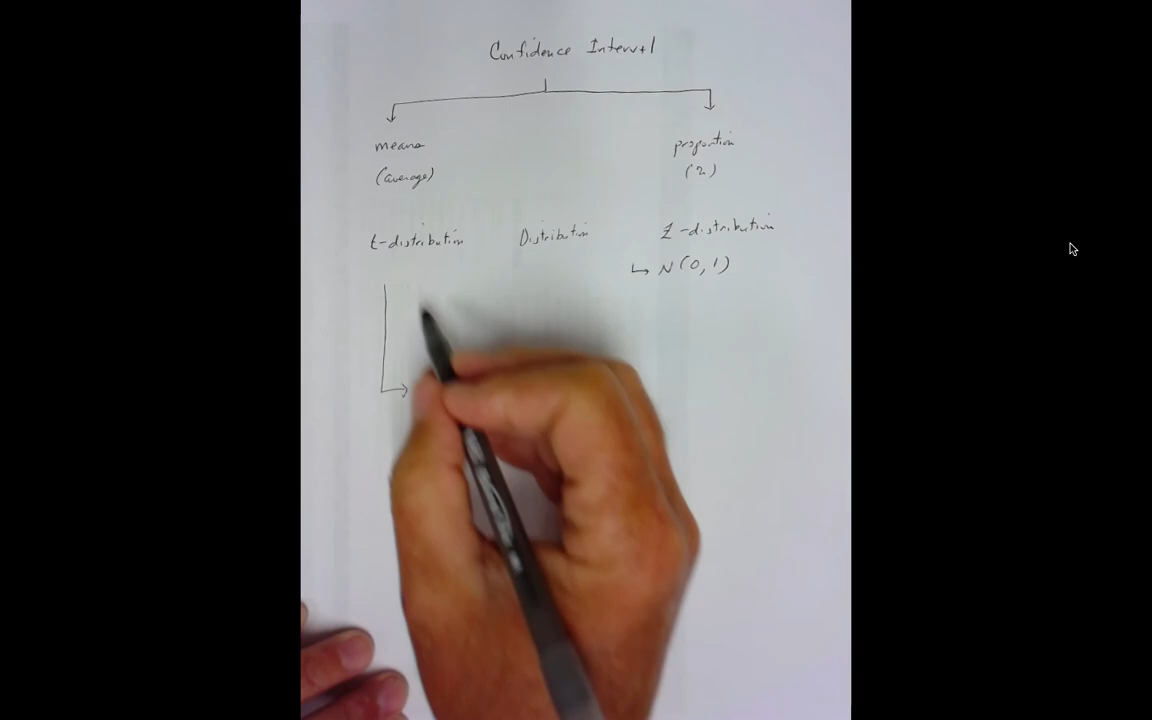 Confidence Interval
means
proportion
(average)
(%)
t-distribution Distribution Z-distribution
↳ N(0,1)